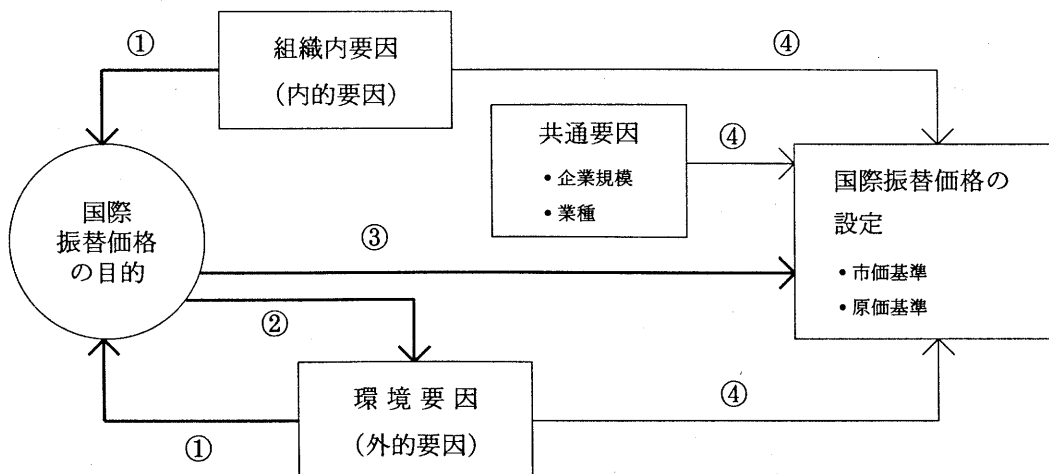 ①
組織内要因
(内的要因)
④
共通要因
• 企業規模
• 業種
④
国際振替価格の
設定
• 市価基準
• 原価基準
国際
振替価格
の目的
③
②
環境要因
(外的要因)
①
④